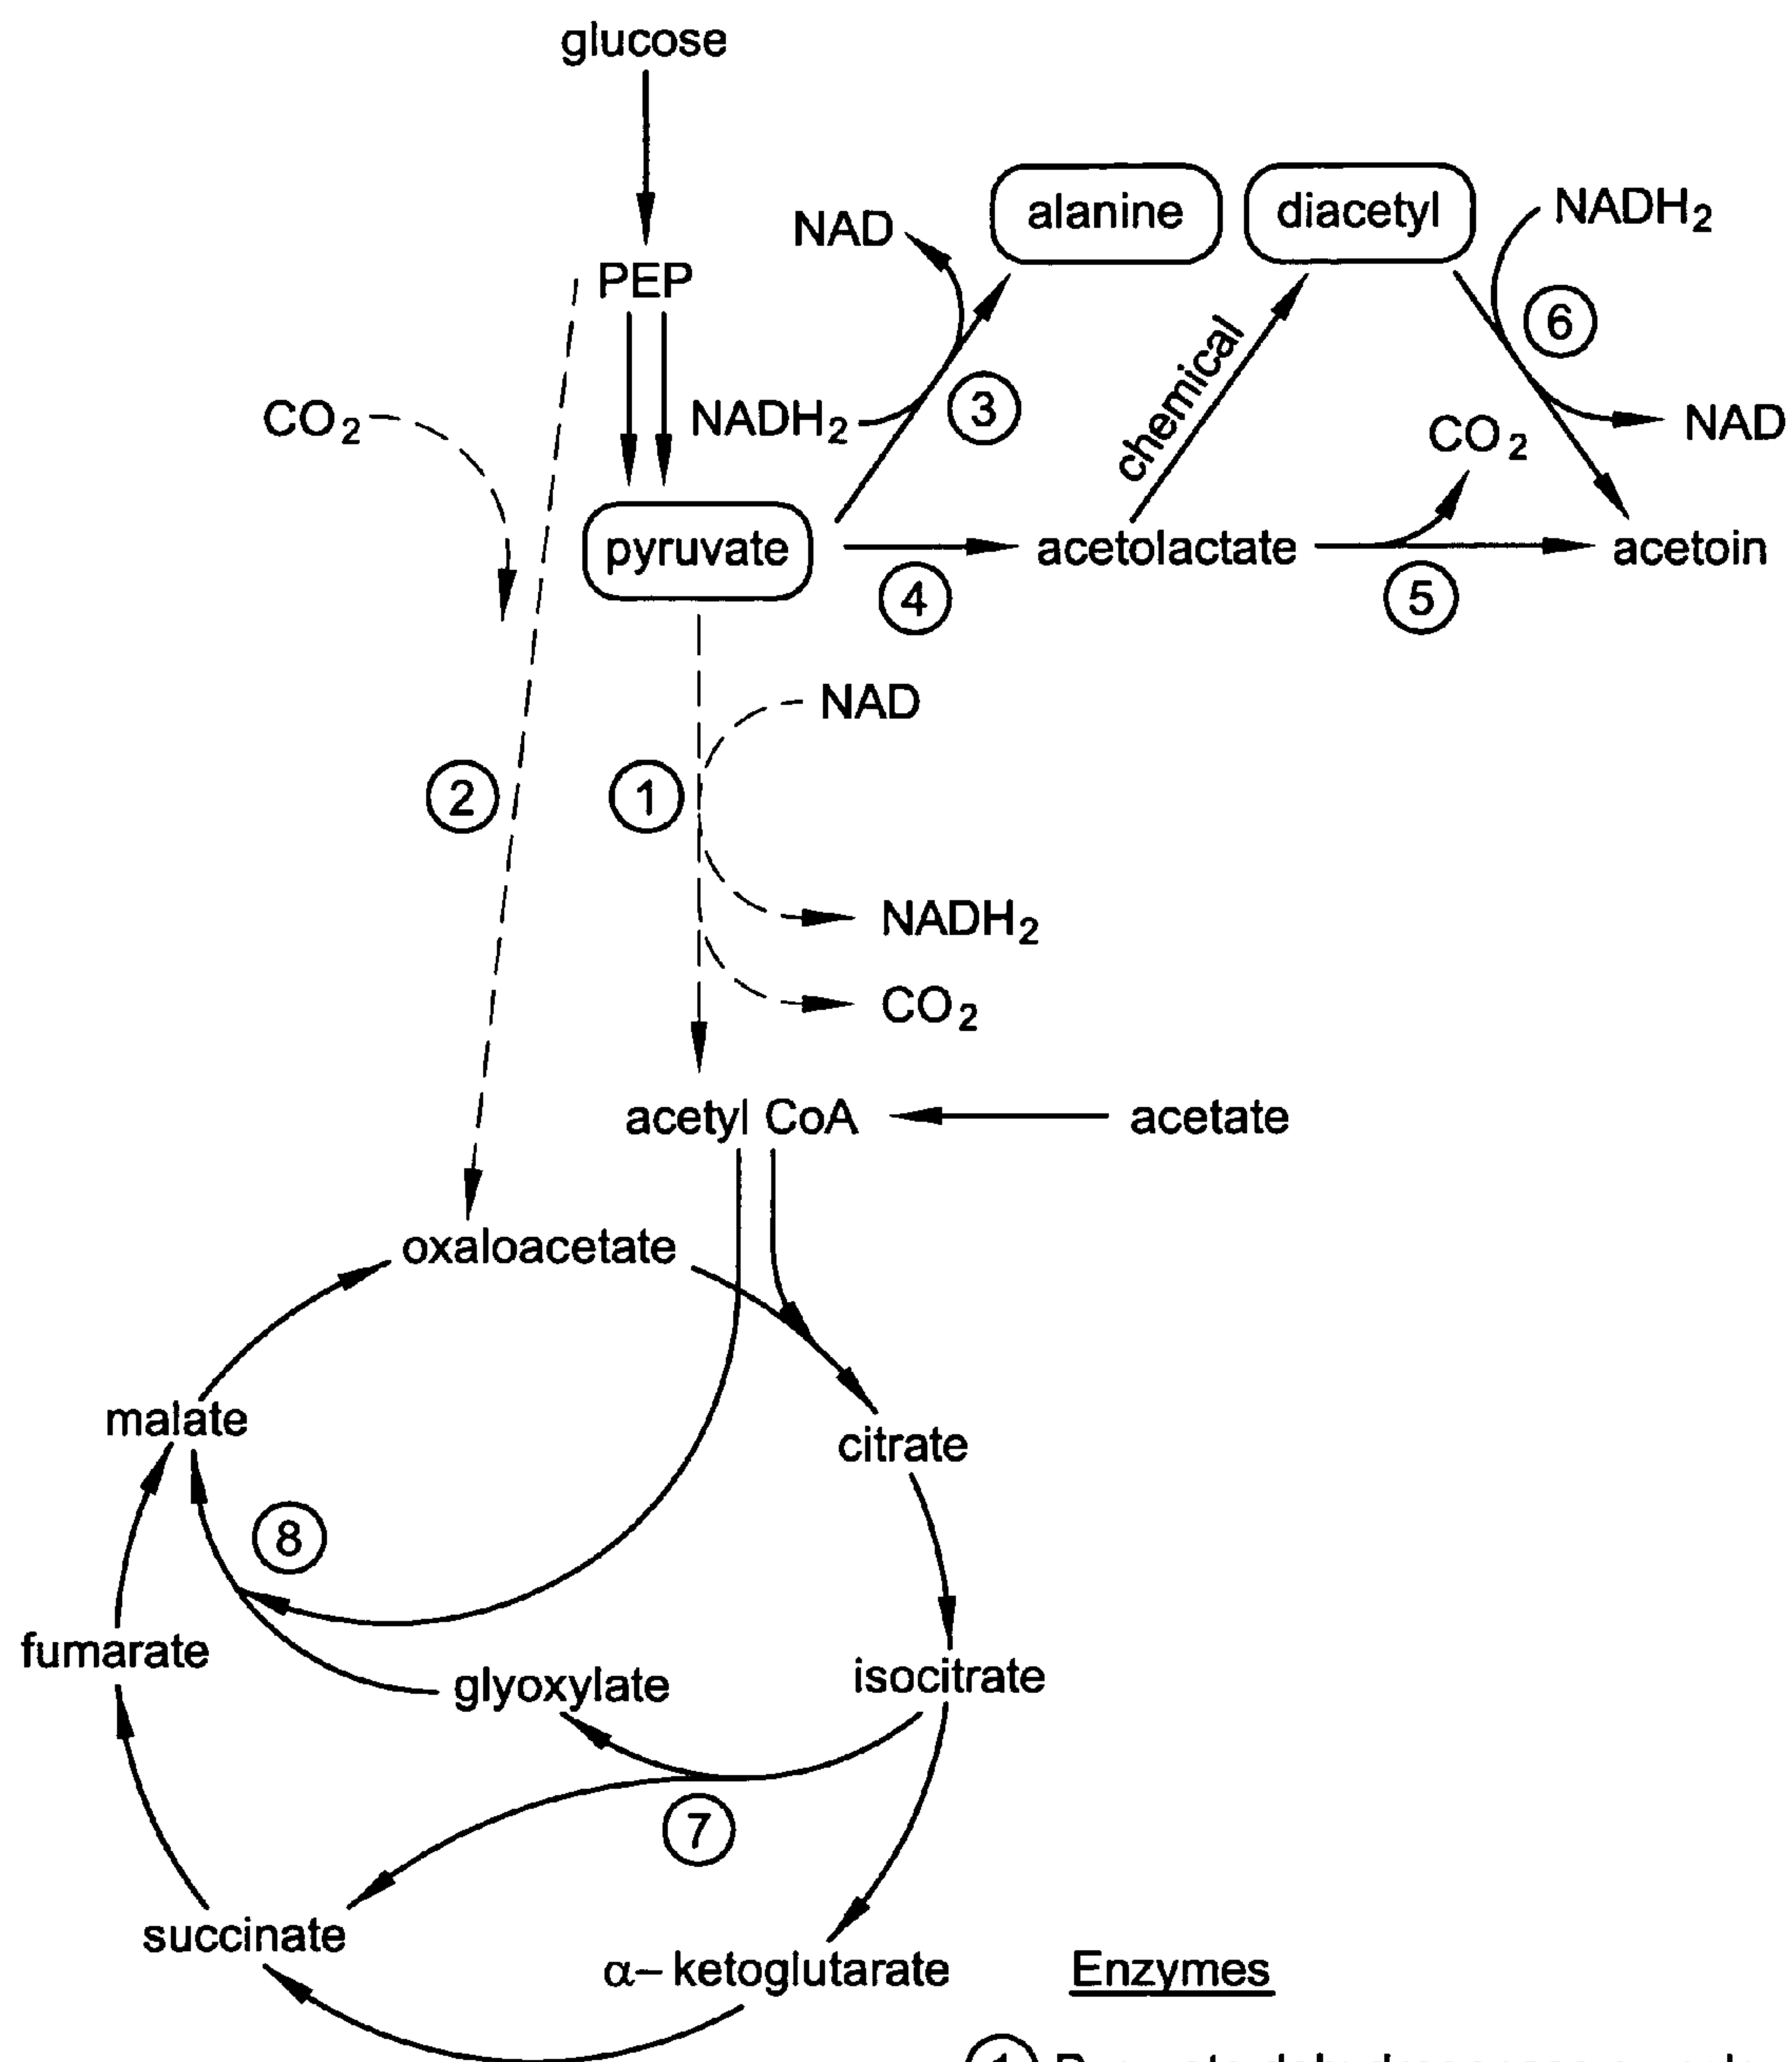 glucose
alanine
diacetyl
NADH2
NAD
PEP
6
3
CO2
NADH2
chemical
CO2
NAD
pyruvate
acetolactate
acetoin
4
5
NAD
2
1
NADH2
CO2
acetyl CoA
acetate
oxaloacetate
malate
citrate
8
fumarate
glyoxylate
isocitrate
7
succinate
α– ketoglutarate
Enzymes
1